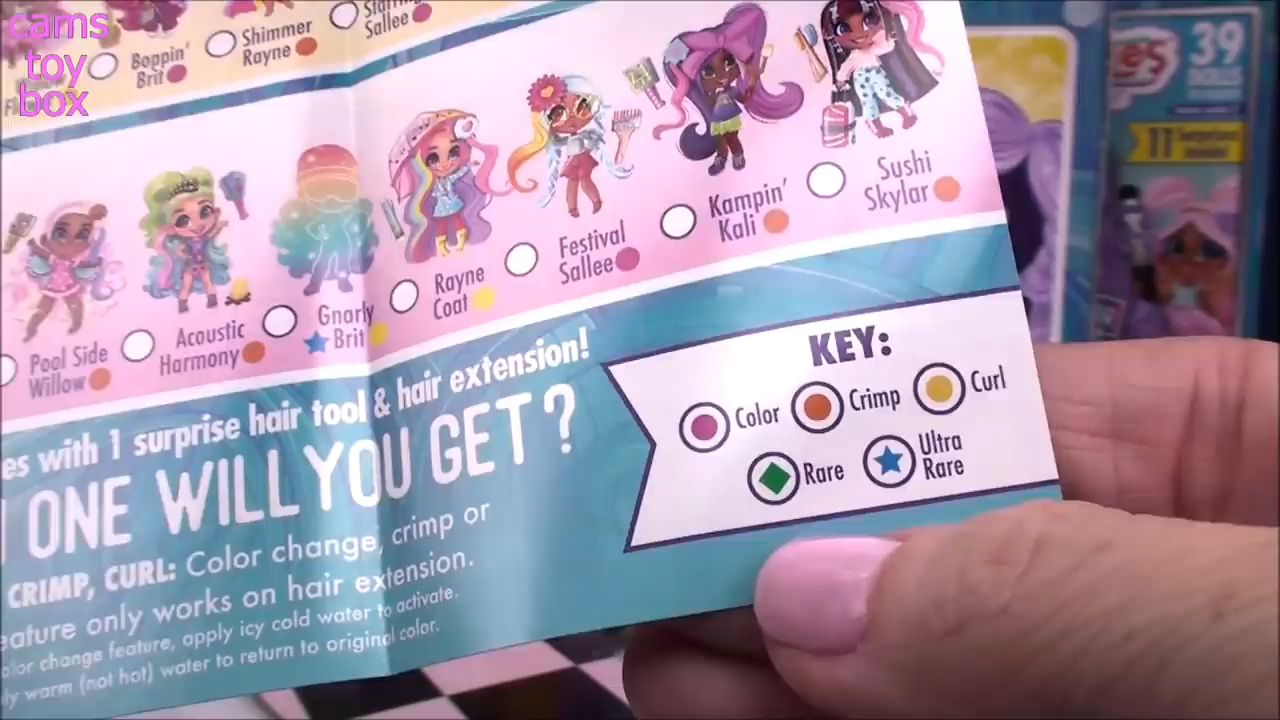 cams
toy
box
Boppin'
Brit
Shimmer
Rayne
Sallee
Pool Side
Willow
Acoustic
Harmony
Gnarly
Brit
Rayne
Coat
Festival
Sallee
Kampin'
Kali
Sushi
Skylar
es with 1 surprise hair tool & hair extension!
ONE WILL YOU GET?
CRIMP, CURL: Color change, crimp or
eature only works on hair extension.
olor change feature, apply icy cold water to activate.
ly warm (not hot) water to return to original color.
KEY:
Color
Crimp
Curl
Rare
Ultra
Rare
es
39
11